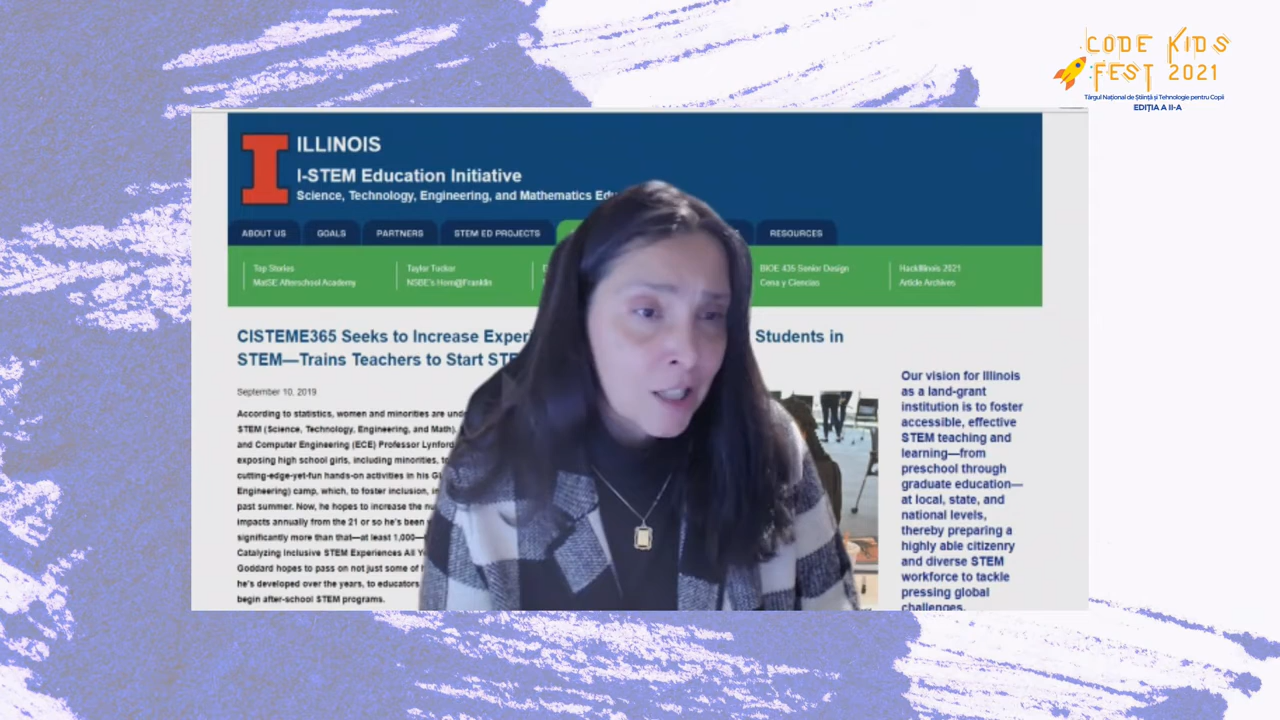 CODE KIDS
FEST 2021
Târgul Național de Știință și Tehnologie pentru Copii
EDIȚIA A II-A
ILLINOIS
I-STEM Education Initiative
Science, Technology, Engineering, and Mathematics
ABOUT US
GOALS
PARTNERS
STEM ED PROJECTS
RESOURCES
Top Stories
MatSE Afterschool Academy
Taylor Tucker
NSBE's Hom@Franklin
BIOE 435 Senior Design
Cena y Ciencias
HackIllinois 2021
Article Archives
CISTEME365 Seeks to Increase Students in
STEM—Trains Teachers to Start
September 10, 2019
According to statistics, women and minorities are
STEM (Science, Technology, Engineering, and Math).
and Computer Engineering (ECE) Professor Lynford
exposing high school girls, including minorities,
cutting-edge-yet-fun hands-on activities in his
Engineering) camp, which, to foster inclusion,
past summer. Now, he hopes to increase the
impacts annually from the 21 or so he's been
significantly more than that—at least 1,000—
Catalyzing Inclusive STEM Experiences All
Goddard hopes to pass on not just some of
he's developed over the years, to educators
begin after-school STEM programs.
Our vision for Illinois
as a land-grant
institution is to foster
accessible, effective
STEM teaching and
learning—from
preschool through
graduate education—
at local, state, and
national levels,
thereby preparing a
highly able citizenry
and diverse STEM
workforce to tackle
pressing global
challenges.